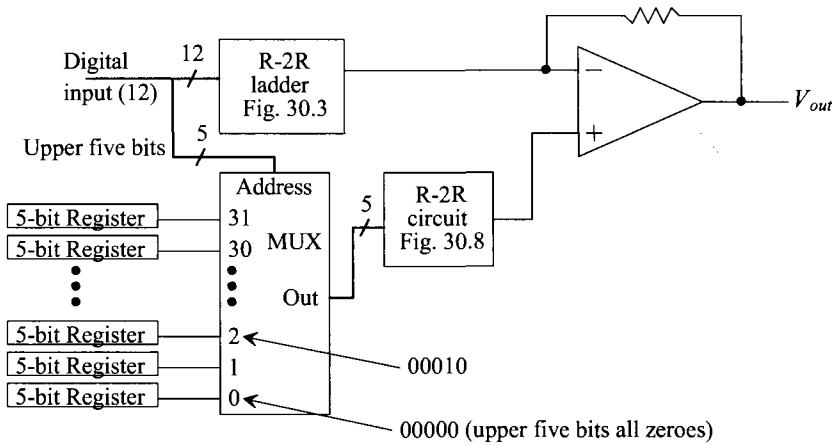 Digital
input (12)
12
R-2R
ladder
Fig. 30.3
−
+
V_out
Upper five bits
5
Address
MUX
Out
5
R-2R
circuit
Fig. 30.8
5-bit Register
31
5-bit Register
30
5-bit Register
2
5-bit Register
1
5-bit Register
0
00010
00000 (upper five bits all zeroes)